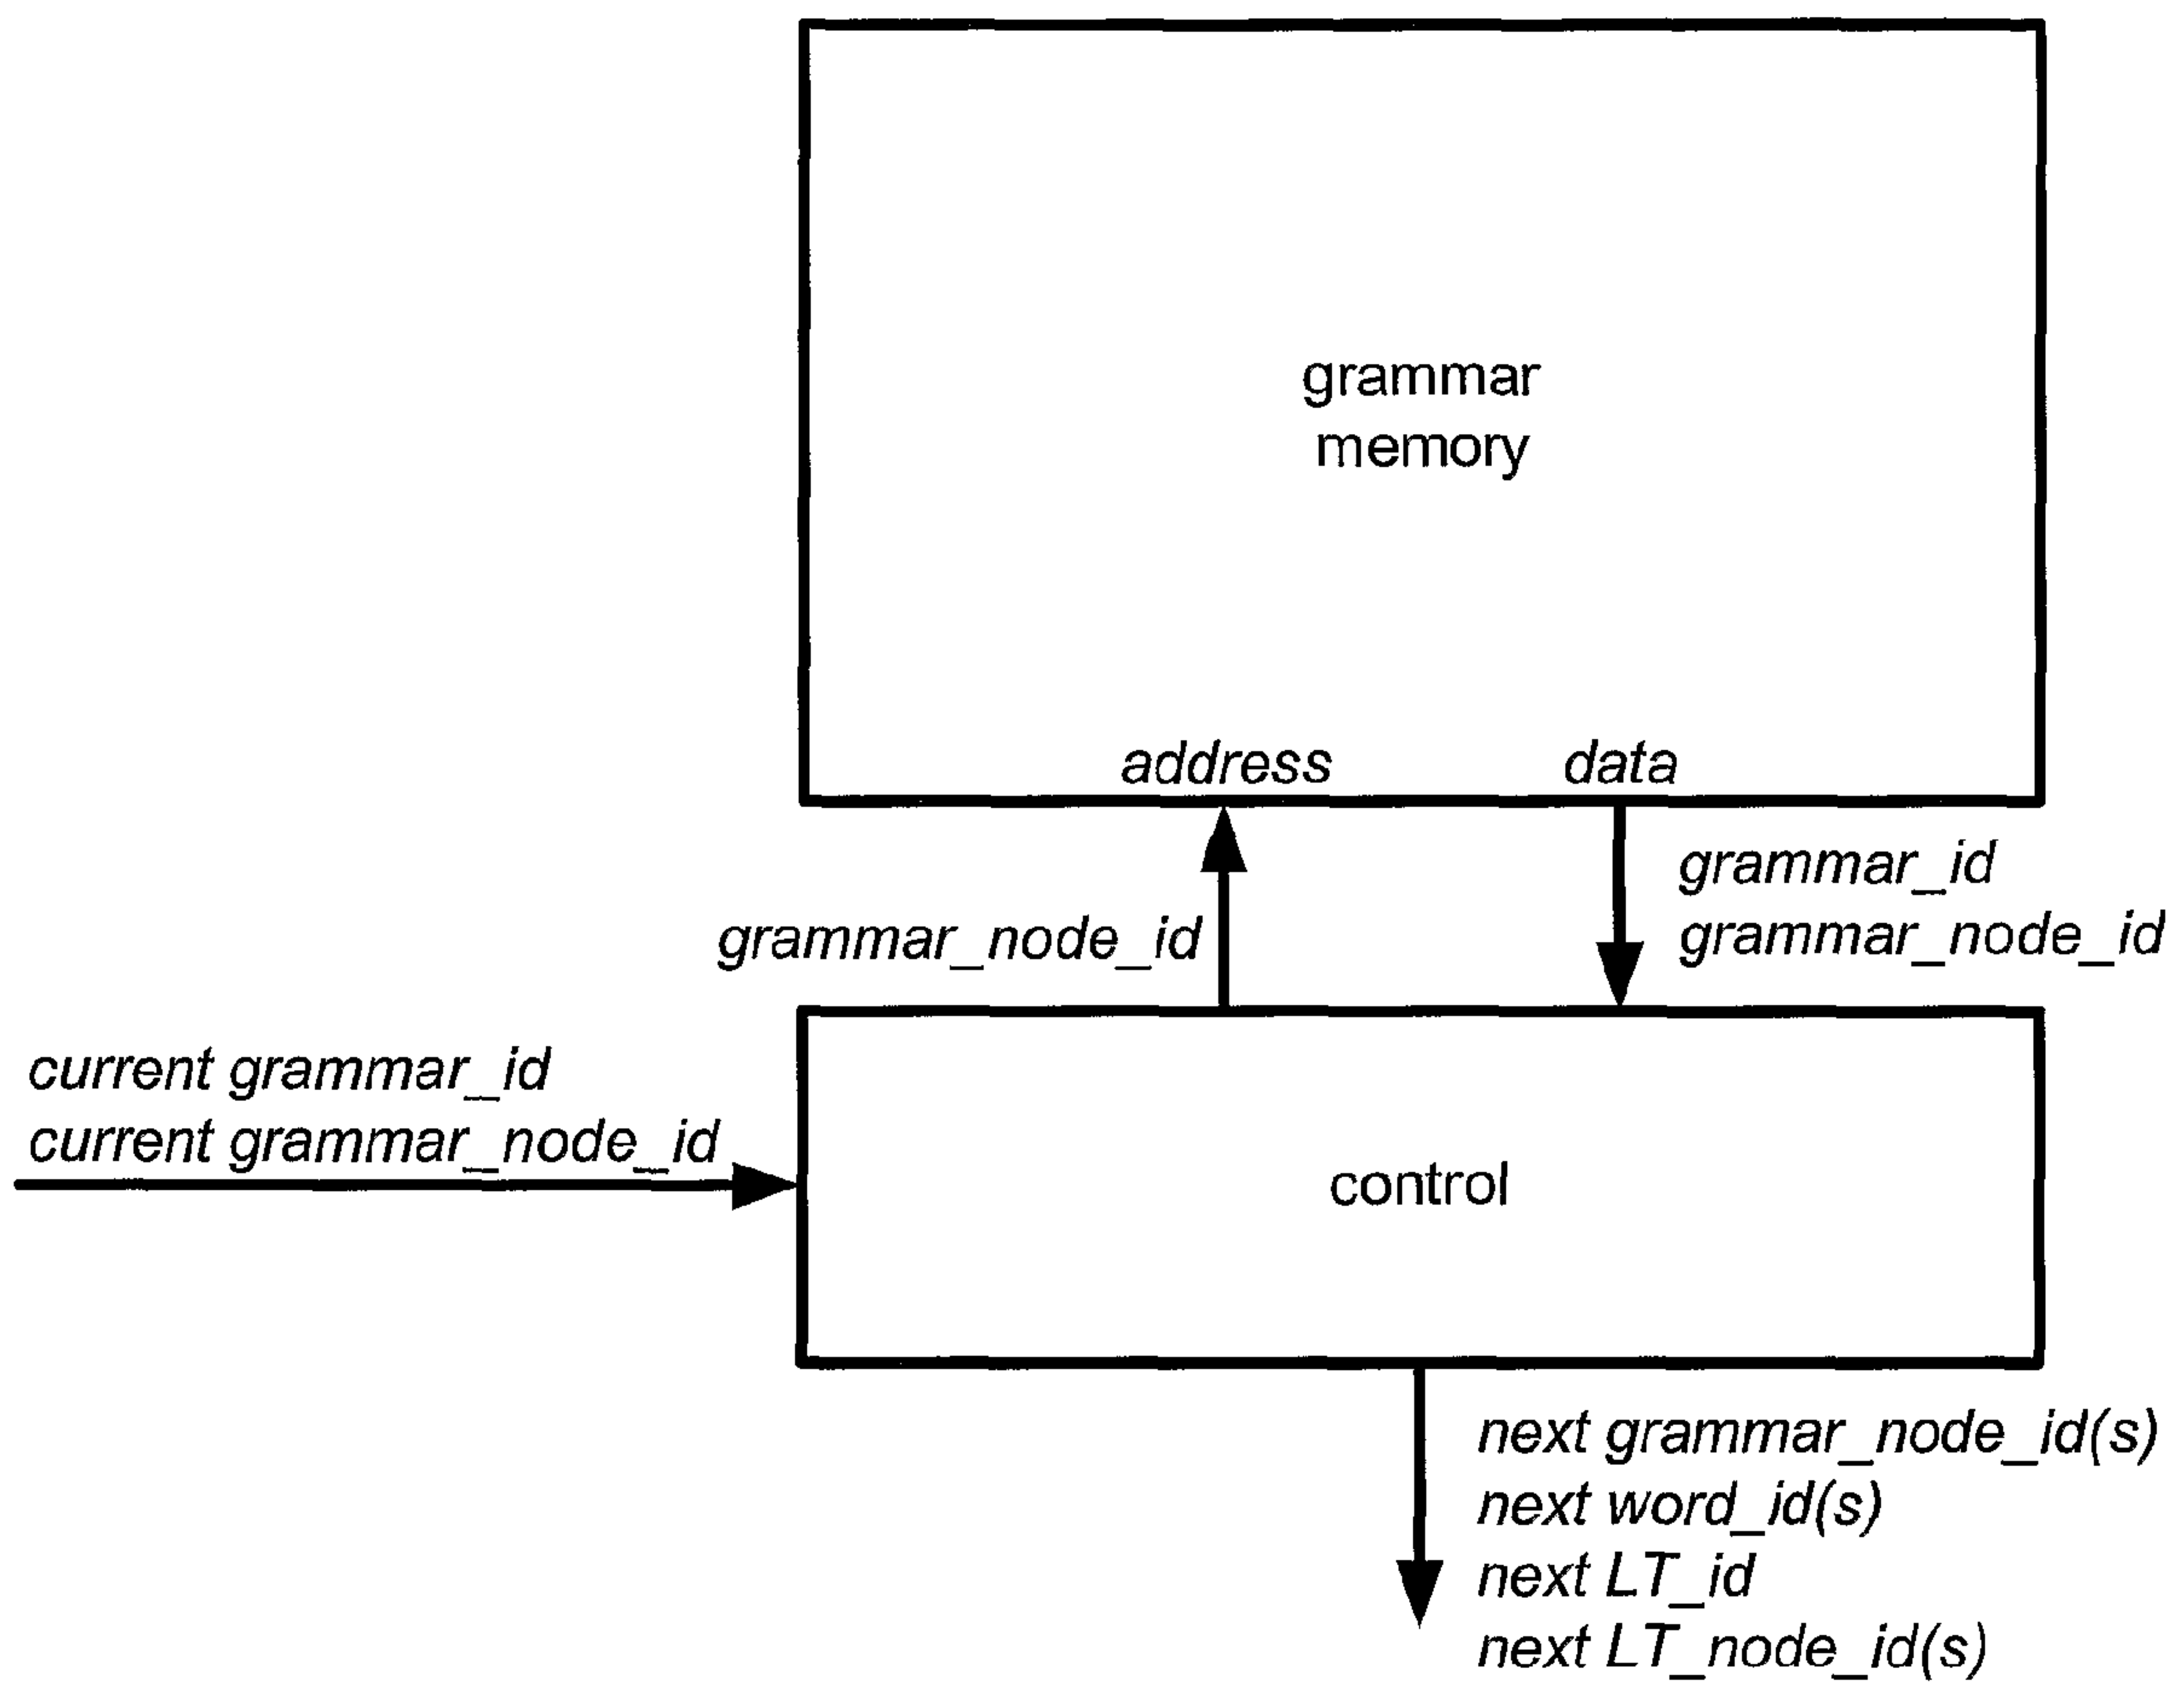 grammar
memory
address
data
grammar_id
grammar_node_id
grammar_node_id
current grammar_id
current grammar_node_id
control
next grammar_node_id(s)
next word_id(s)
next LT_id
next LT_node_id(s)